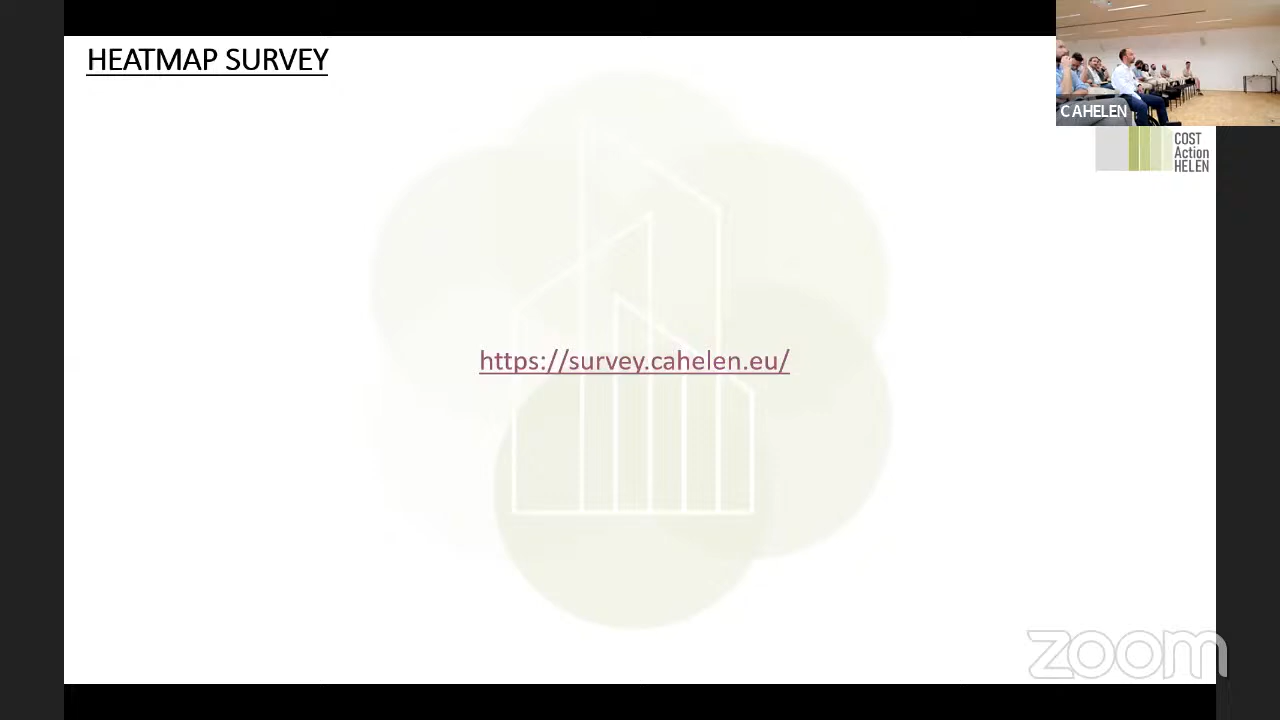 HEATMAP SURVEY
CAHELEN
COST
Action
HELEN
https://survey.cahelen.eu/
zoom